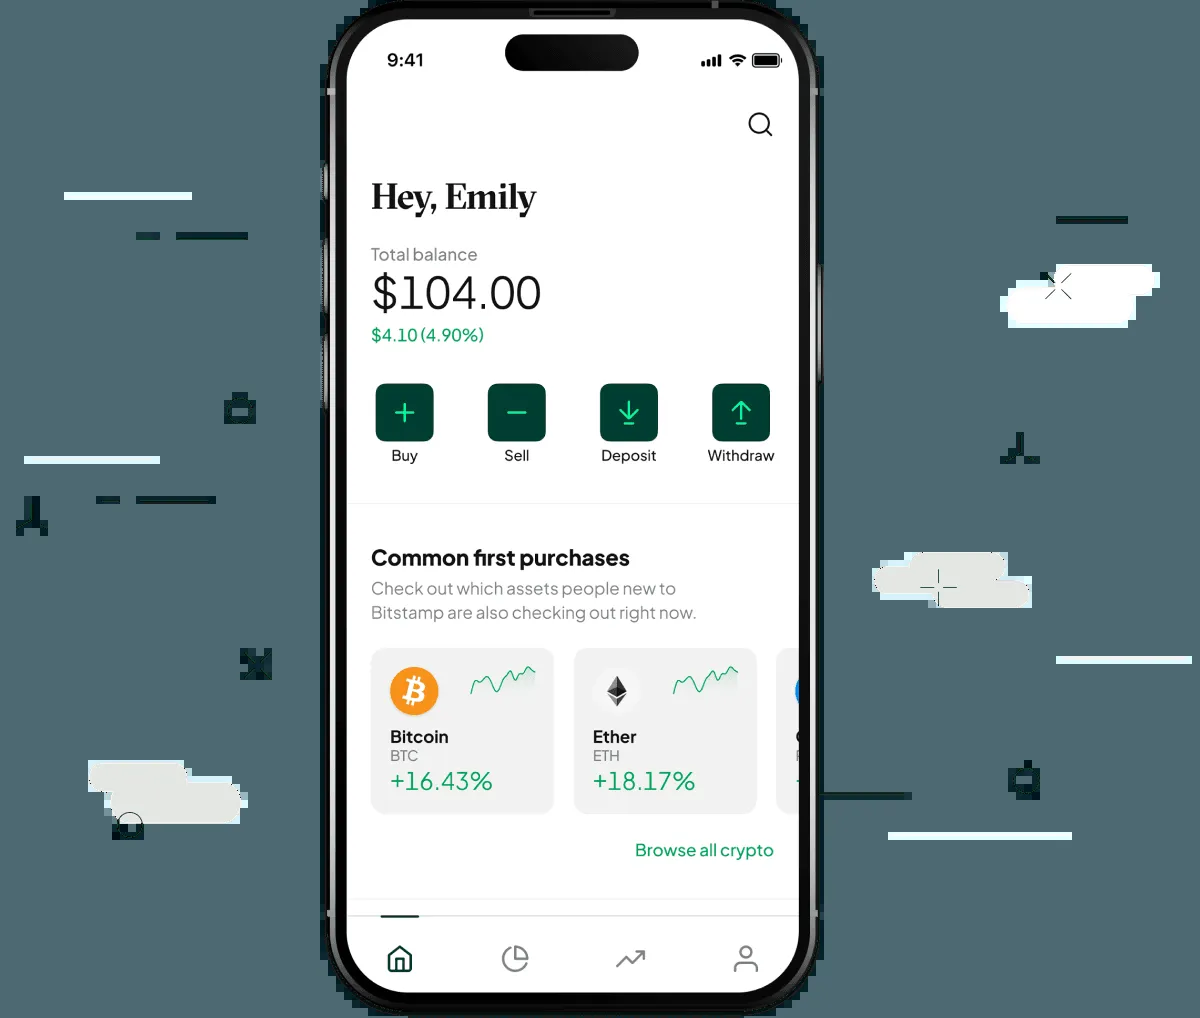 9:41
Hey, Emily
Total balance
$104.00
$4.10 (4.90%)
Buy
Sell
Deposit
Withdraw
Common first purchases
Check out which assets people new to
Bitstamp are also checking out right now.
Bitcoin
BTC
+16.43%
Ether
ETH
+18.17%
Browse all crypto